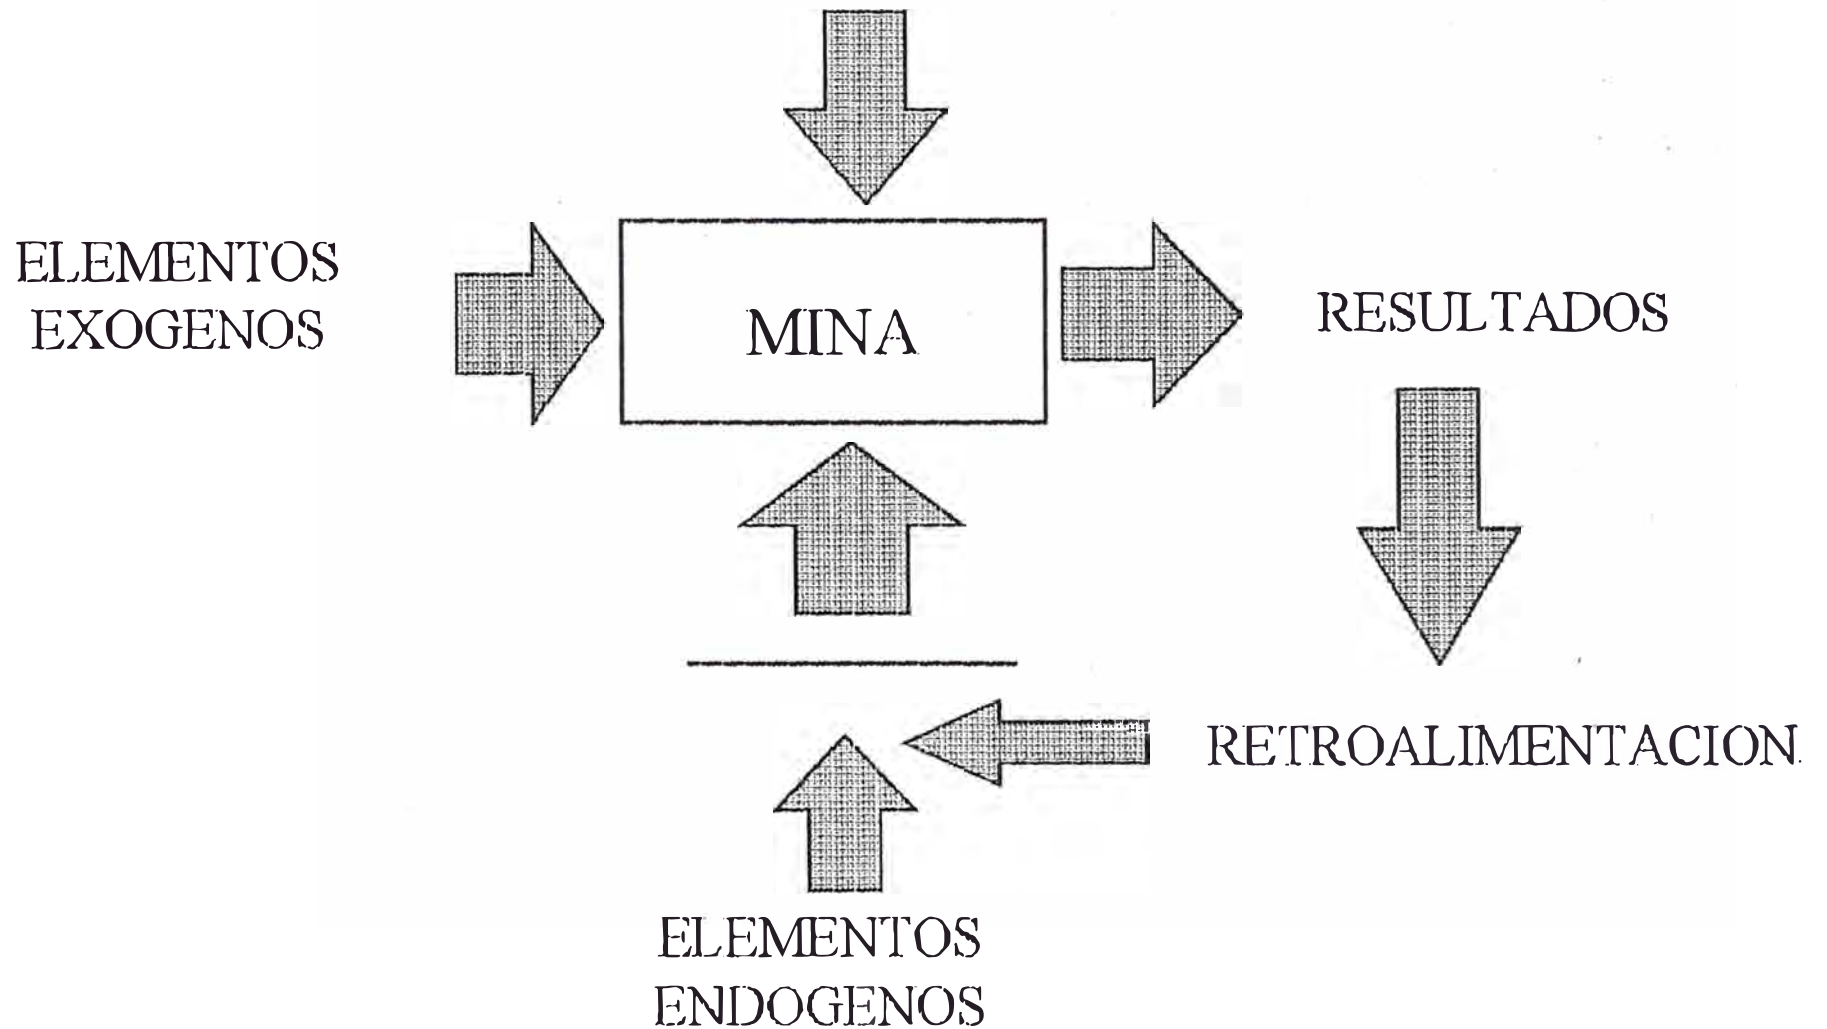 ELEMENTOS
EXOGENOS
MINA
RESULTADOS
RETROALIMENTACION
ELEMENTOS
ENDOGENOS